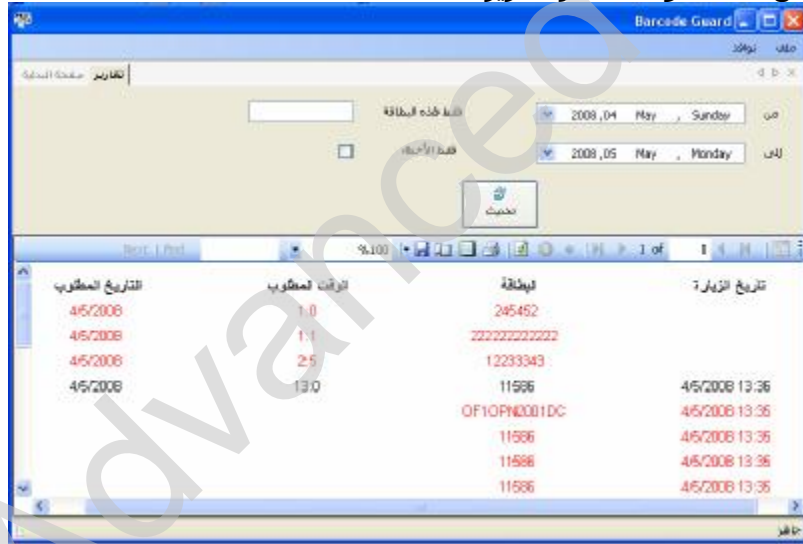 Barcode Guard
ملف نوافذ
تقارير صفحة البداية
من Sunday , May 2008 ,04 فقط هذه البطاقة
إلى Monday , May 2008 ,05 فقط الأخطاء
تحديث
1 of 1 %100 Find | Next
تاريخ الزيارة البطاقة الوقت المطلوب التاريخ المطلوب
245452 1:0 4/5/2008
222222222222 1:1 4/5/2008
12233343 2:5 4/5/2008
4/5/2008 13:36 11586 13:0 4/5/2008
4/5/2008 13:35 OF1OPN2001DC
4/5/2008 13:35 11586
4/5/2008 13:35 11586
4/5/2008 13:35 11586
جاهز
Advance